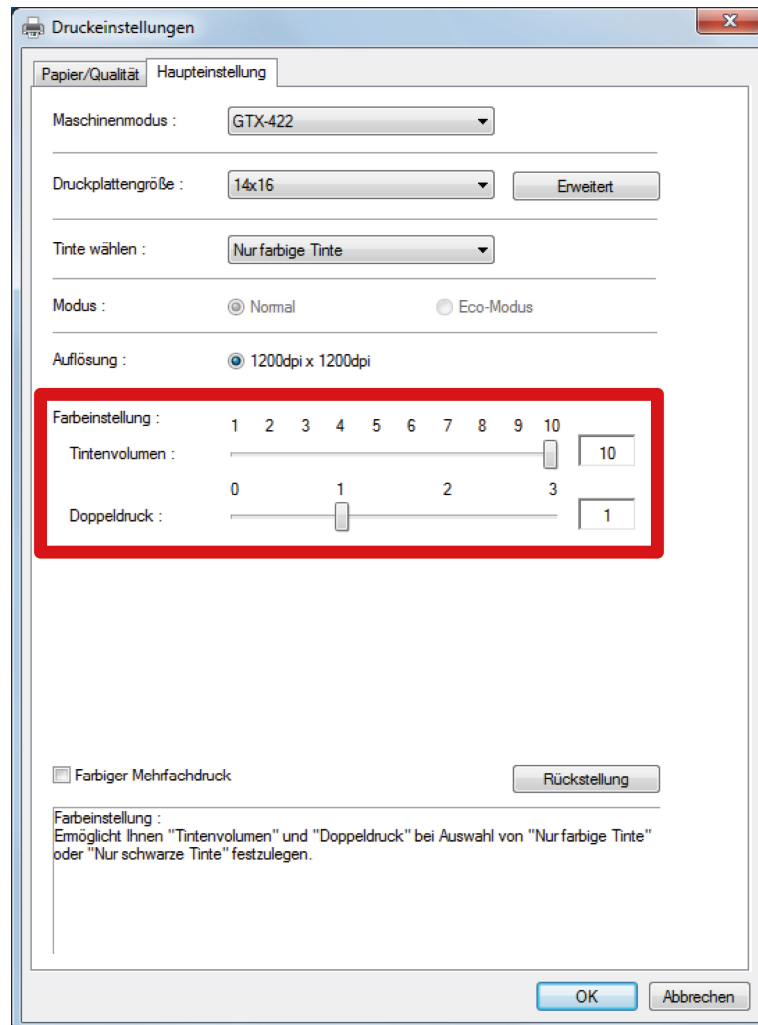 Druckeinstellungen
Papier/Qualität Haupteinstellung
Maschinenmodus : GTX-422
Druckplattengröße : 14x16 Erweitert
Tinte wählen : Nur farbige Tinte
Modus : Normal Eco-Modus
Auflösung : 1200dpi x 1200dpi
Farbeinstellung :
1 2 3 4 5 6 7 8 9 10
Tintenvolumen : 10
0 1 2 3
Doppeldruck : 1
Farbiger Mehrfachdruck Rückstellung
Farbeinstellung :
Ermöglicht Ihnen "Tintenvolumen" und "Doppeldruck" bei Auswahl von "Nur farbige Tinte"
oder "Nur schwarze Tinte" festzulegen.
OK Abbrechen